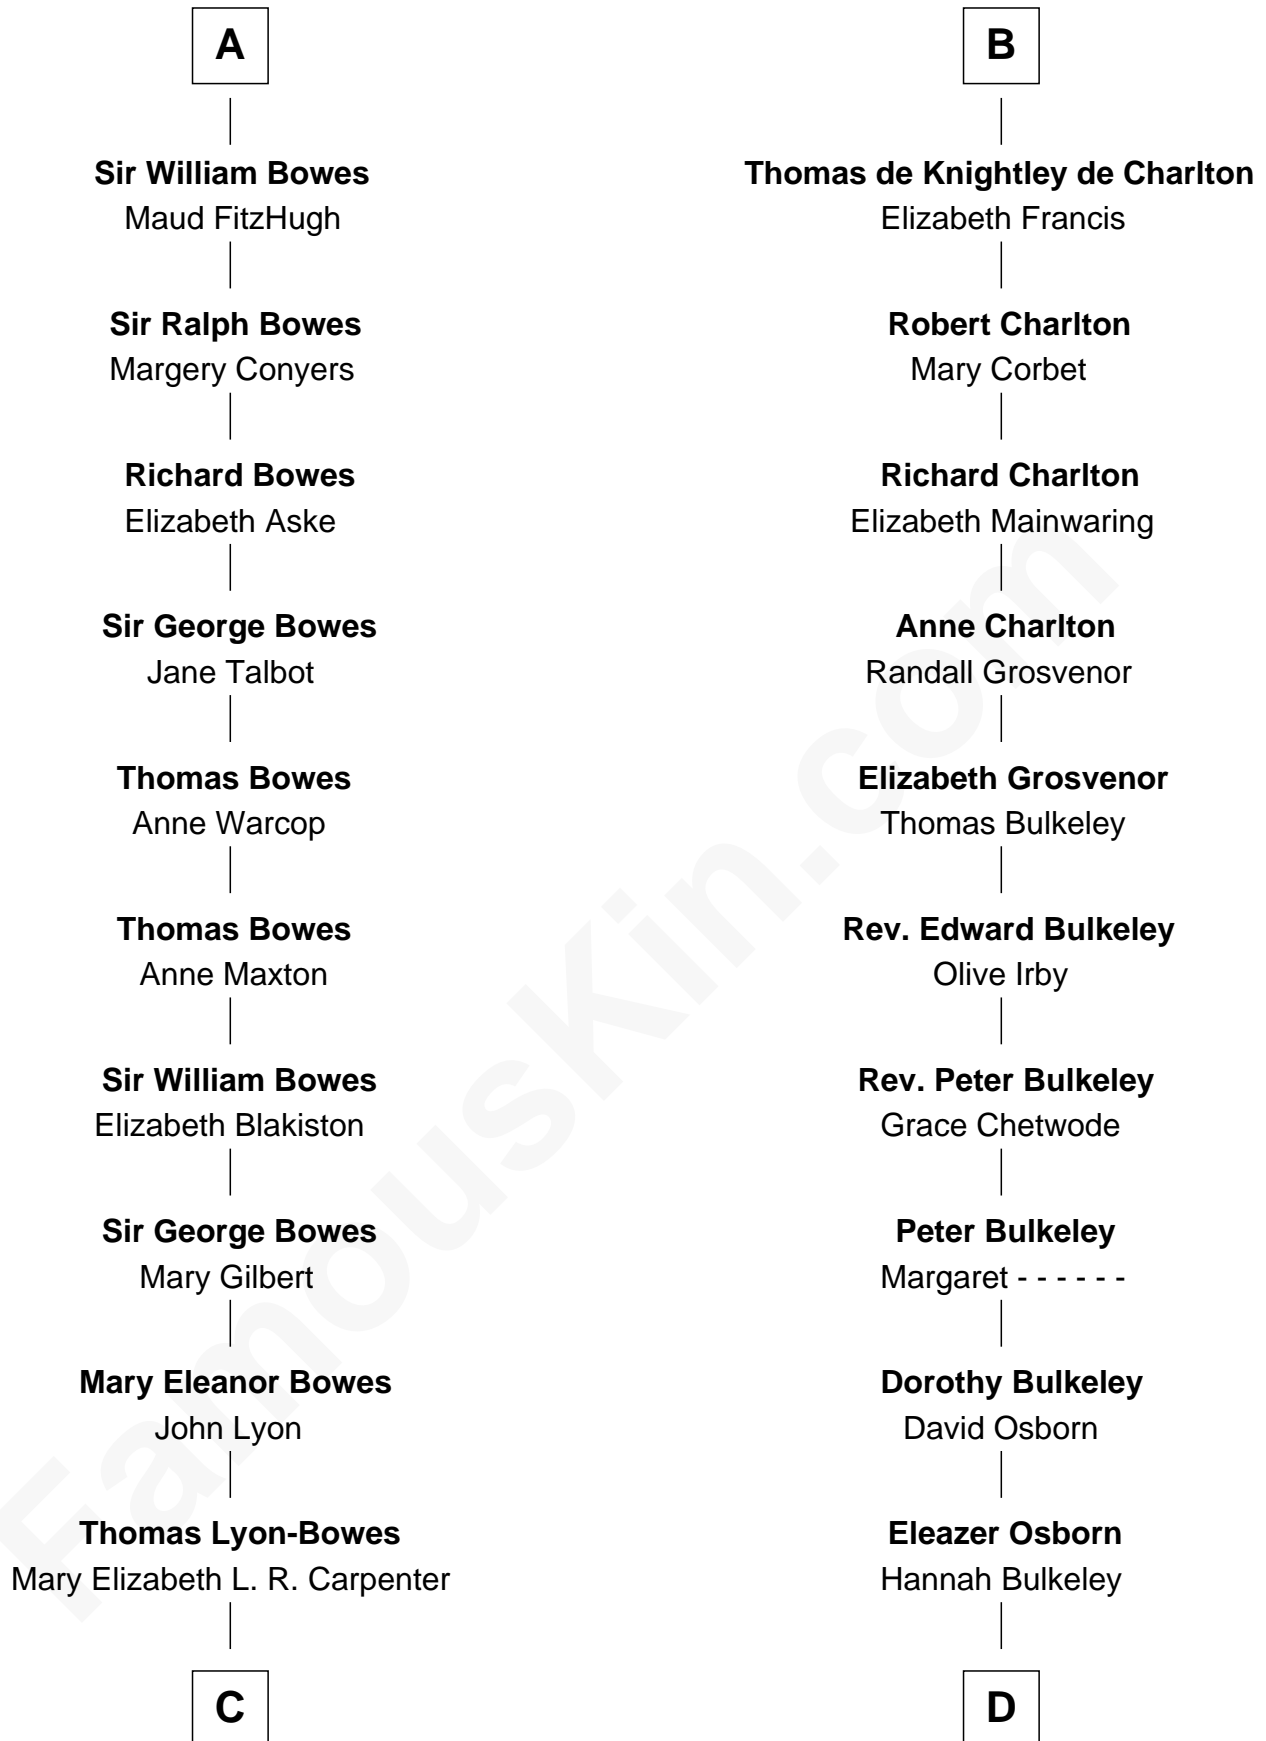 A
Sir William Bowes
Maud FitzHugh
Sir Ralph Bowes
Margery Conyers
Richard Bowes
Elizabeth Aske
Sir George Bowes
Jane Talbot
Thomas Bowes
Anne Warcop
Thomas Bowes
Anne Maxton
Sir William Bowes
Elizabeth Blakiston
Sir George Bowes
Mary Gilbert
Mary Eleanor Bowes
John Lyon
Thomas Lyon-Bowes
Mary Elizabeth L. R. Carpenter
C
B
Thomas de Knightley de Charlton
Elizabeth Francis
Robert Charlton
Mary Corbet
Richard Charlton
Elizabeth Mainwaring
Anne Charlton
Randall Grosvenor
Elizabeth Grosvenor
Thomas Bulkeley
Rev. Edward Bulkeley
Olive Irby
Rev. Peter Bulkeley
Grace Chetwode
Peter Bulkeley
Margaret - - - - - -
Dorothy Bulkeley
David Osborn
Eleazer Osborn
Hannah Bulkeley
D
FamousKin.com